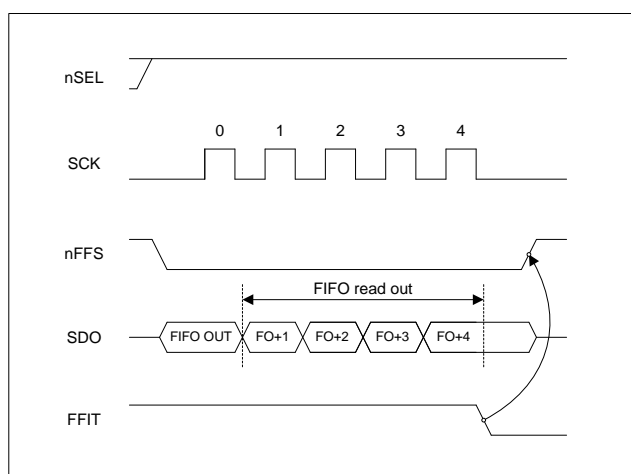 nSEL
0 1 2 3 4
SCK
nFFS
FIFO read out
SDO FIFO OUT FO+1 FO+2 FO+3 FO+4
FFIT